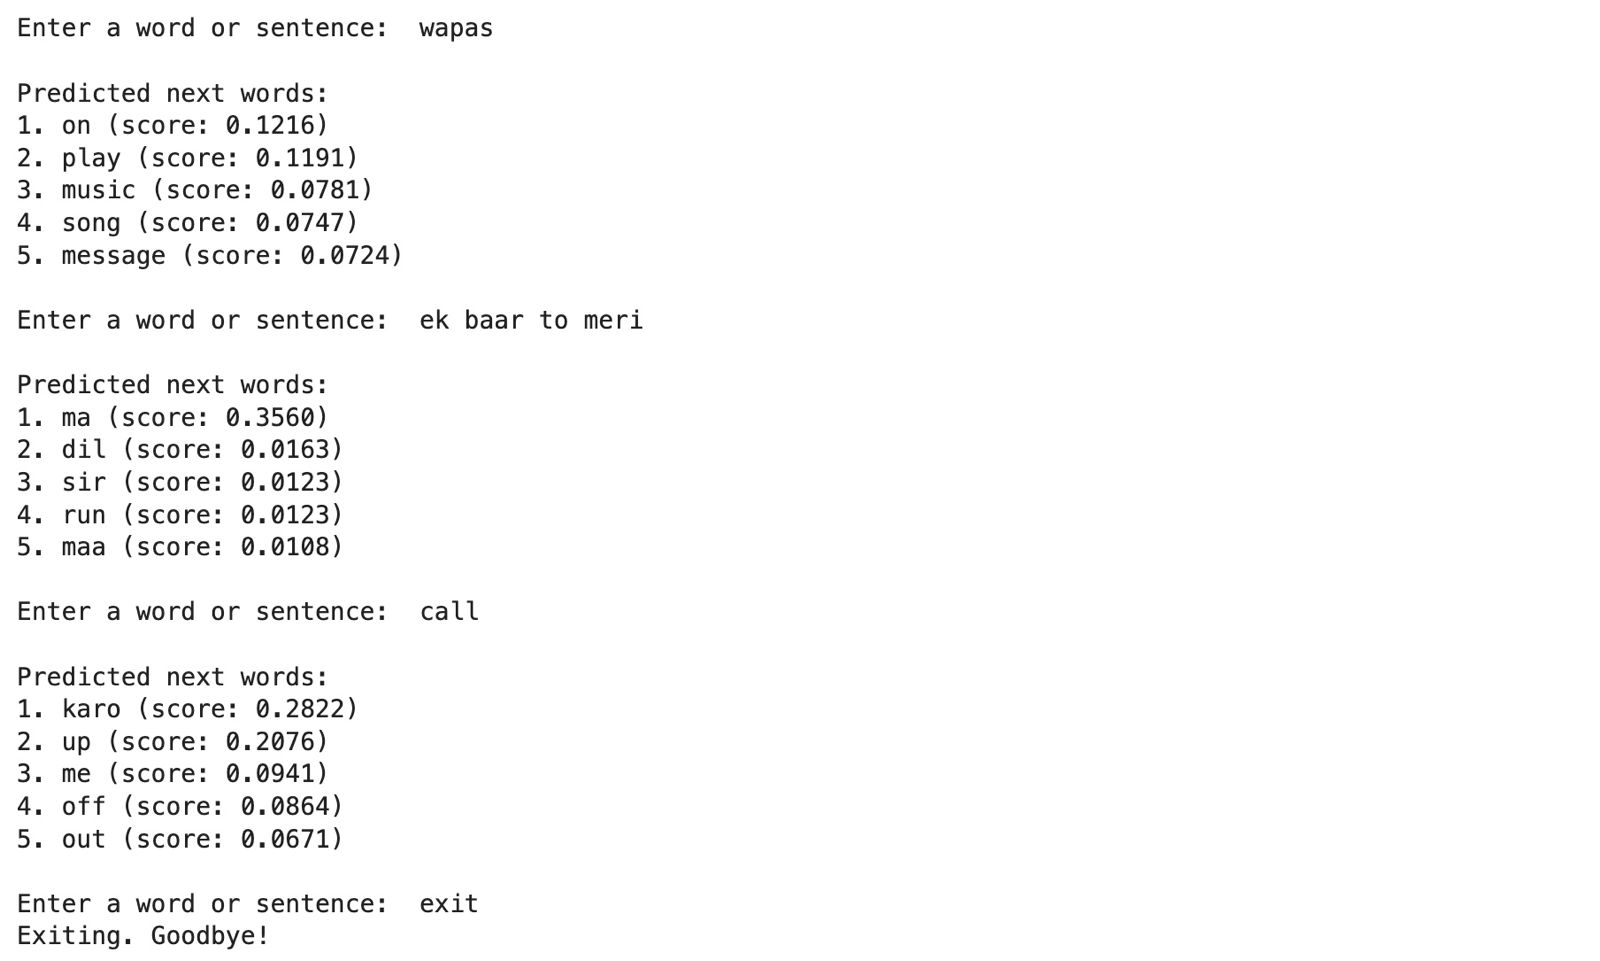 Enter a word or sentence:  wapas
Predicted next words:
1. on (score: 0.1216)
2. play (score: 0.1191)
3. music (score: 0.0781)
4. song (score: 0.0747)
5. message (score: 0.0724)
Enter a word or sentence:  ek baar to meri
Predicted next words:
1. ma (score: 0.3560)
2. dil (score: 0.0163)
3. sir (score: 0.0123)
4. run (score: 0.0123)
5. maa (score: 0.0108)
Enter a word or sentence:  call
Predicted next words:
1. karo (score: 0.2822)
2. up (score: 0.2076)
3. me (score: 0.0941)
4. off (score: 0.0864)
5. out (score: 0.0671)
Enter a word or sentence:  exit
Exiting. Goodbye!